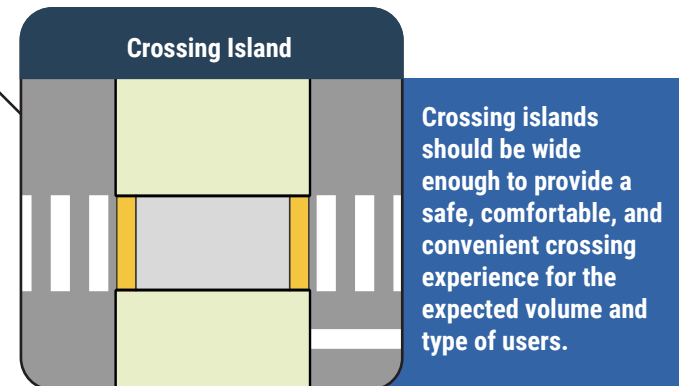 Crossing Island
Crossing islands
should be wide
enough to provide a
safe, comfortable, and
convenient crossing
experience for the
expected volume and
type of users.